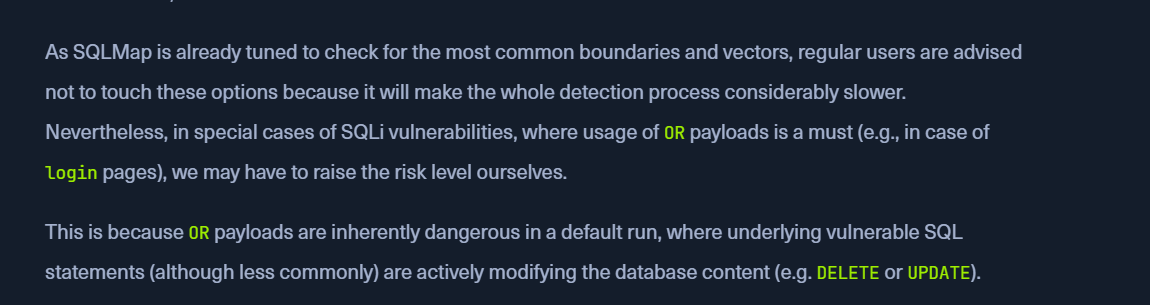 As SQLMap is already tuned to check for the most common boundaries and vectors, regular users are advised
not to touch these options because it will make the whole detection process considerably slower.
Nevertheless, in special cases of SQLi vulnerabilities, where usage of OR payloads is a must (e.g., in case of
login pages), we may have to raise the risk level ourselves.
This is because OR payloads are inherently dangerous in a default run, where underlying vulnerable SQL
statements (although less commonly) are actively modifying the database content (e.g. DELETE or UPDATE).